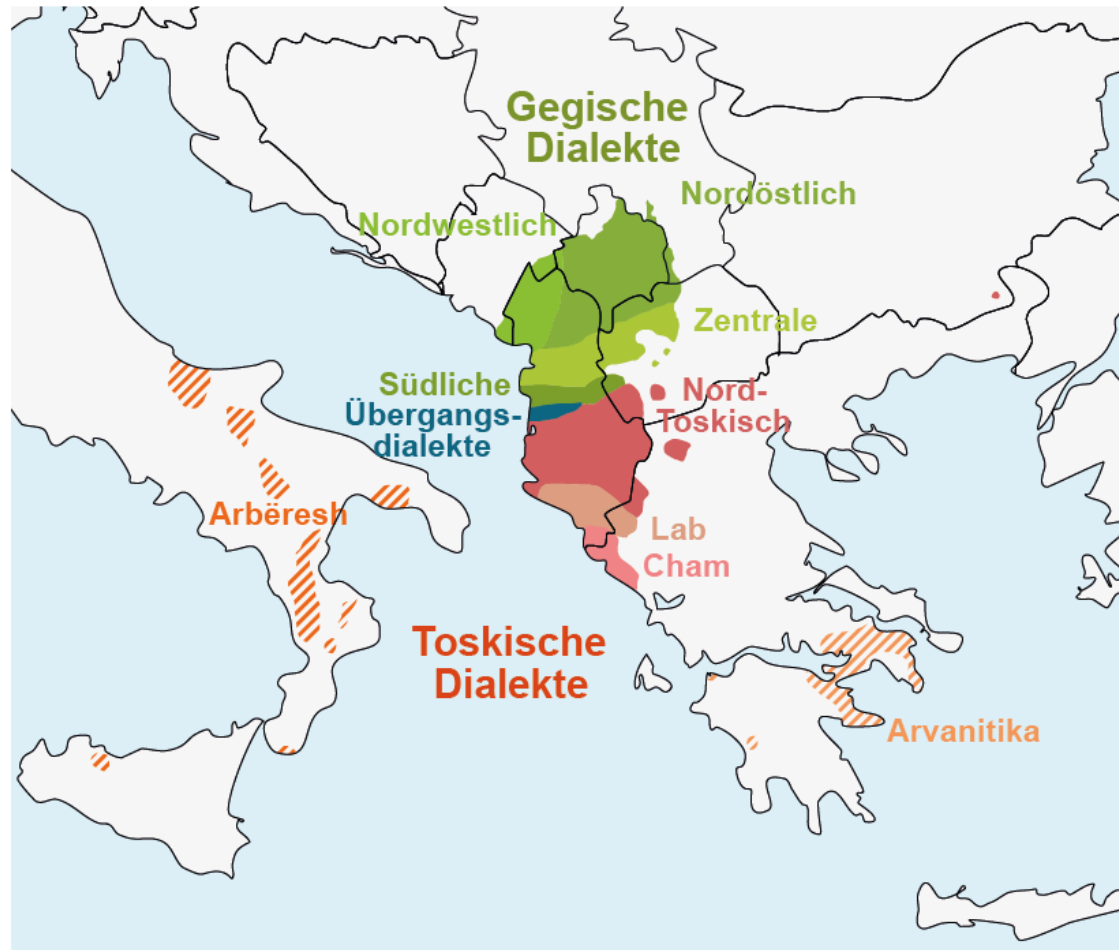 Gegische
Dialekte
Nordöstlich
Nordwestlich
Zentrale
Südliche
Übergangs-
dialekte
Nord-
Toskisch
Arbëresh
Lab
Cham
Toskische
Dialekte
Arvanitika